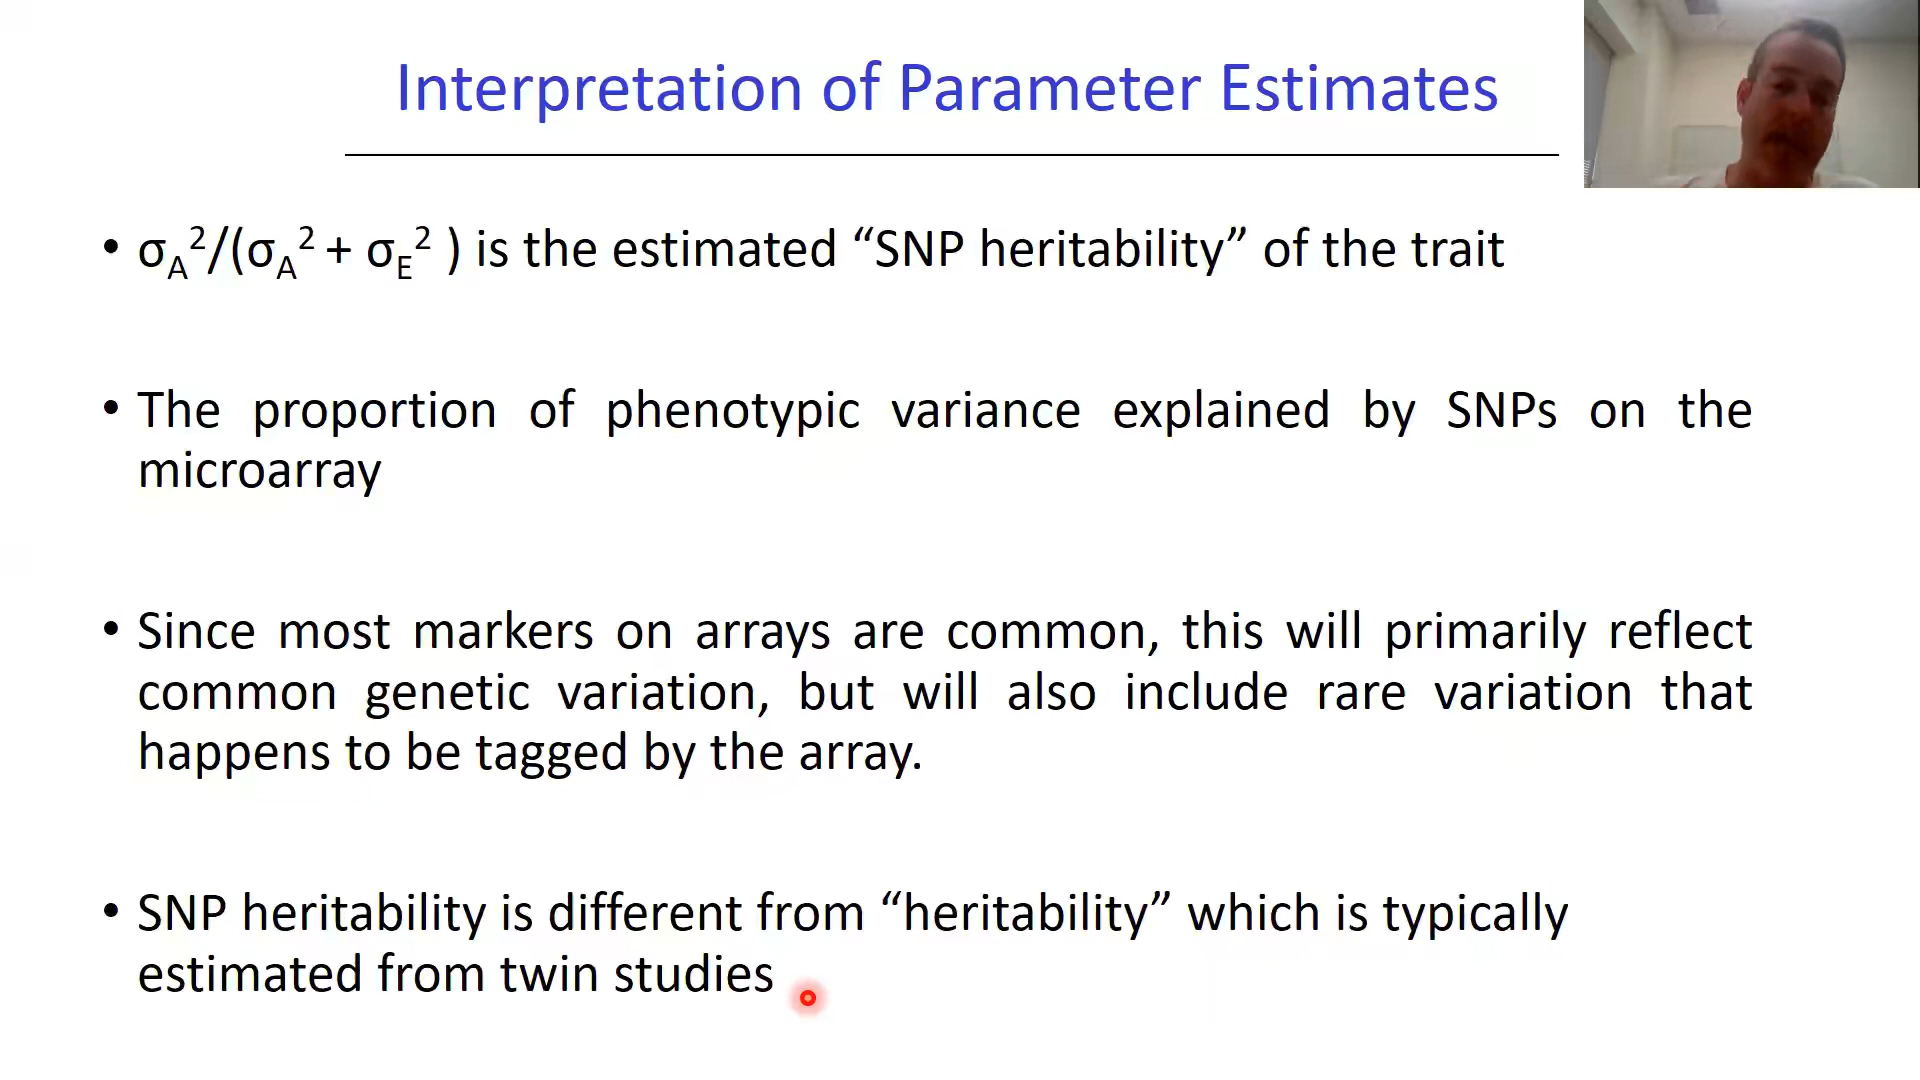 Interpretation of Parameter Estimates
• σA²/(σA² + σE² ) is the estimated “SNP heritability” of the trait
• The proportion of phenotypic variance explained by SNPs on the
microarray
• Since most markers on arrays are common, this will primarily reflect
common genetic variation, but will also include rare variation that
happens to be tagged by the array.
• SNP heritability is different from “heritability” which is typically
estimated from twin studies